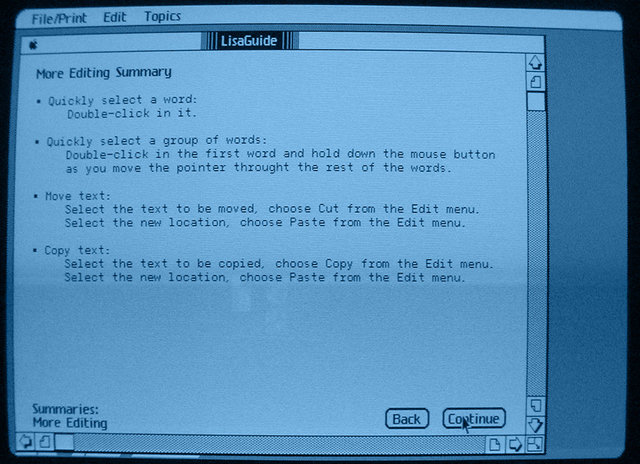 File/Print Edit Topics
LisaGuide
More Editing Summary
• Quickly select a word:
Double-click in it.
• Quickly select a group of words:
Double-click in the first word and hold down the mouse button
as you move the pointer throught the rest of the words.
• Move text:
Select the text to be moved, choose Cut from the Edit menu.
Select the new location, choose Paste from the Edit menu.
• Copy text:
Select the text to be copied, choose Copy from the Edit menu.
Select the new location, choose Paste from the Edit menu.
Summaries:
More Editing
Back Continue